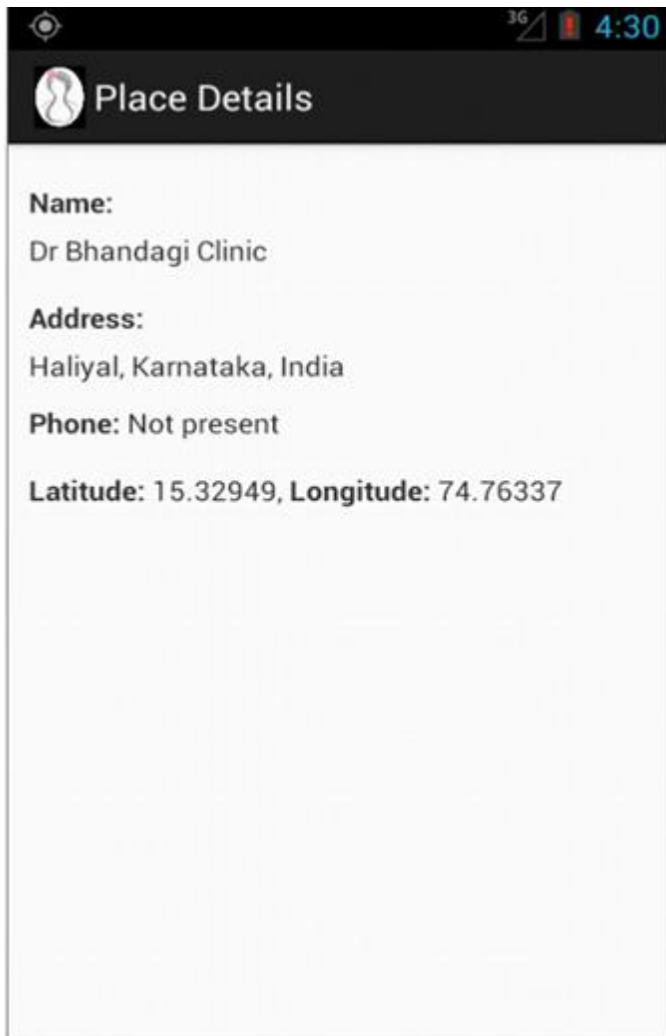 3G 4:30
Place Details
Name:
Dr Bhandagi Clinic
Address:
Haliyal, Karnataka, India
Phone: Not present
Latitude: 15.32949, Longitude: 74.76337